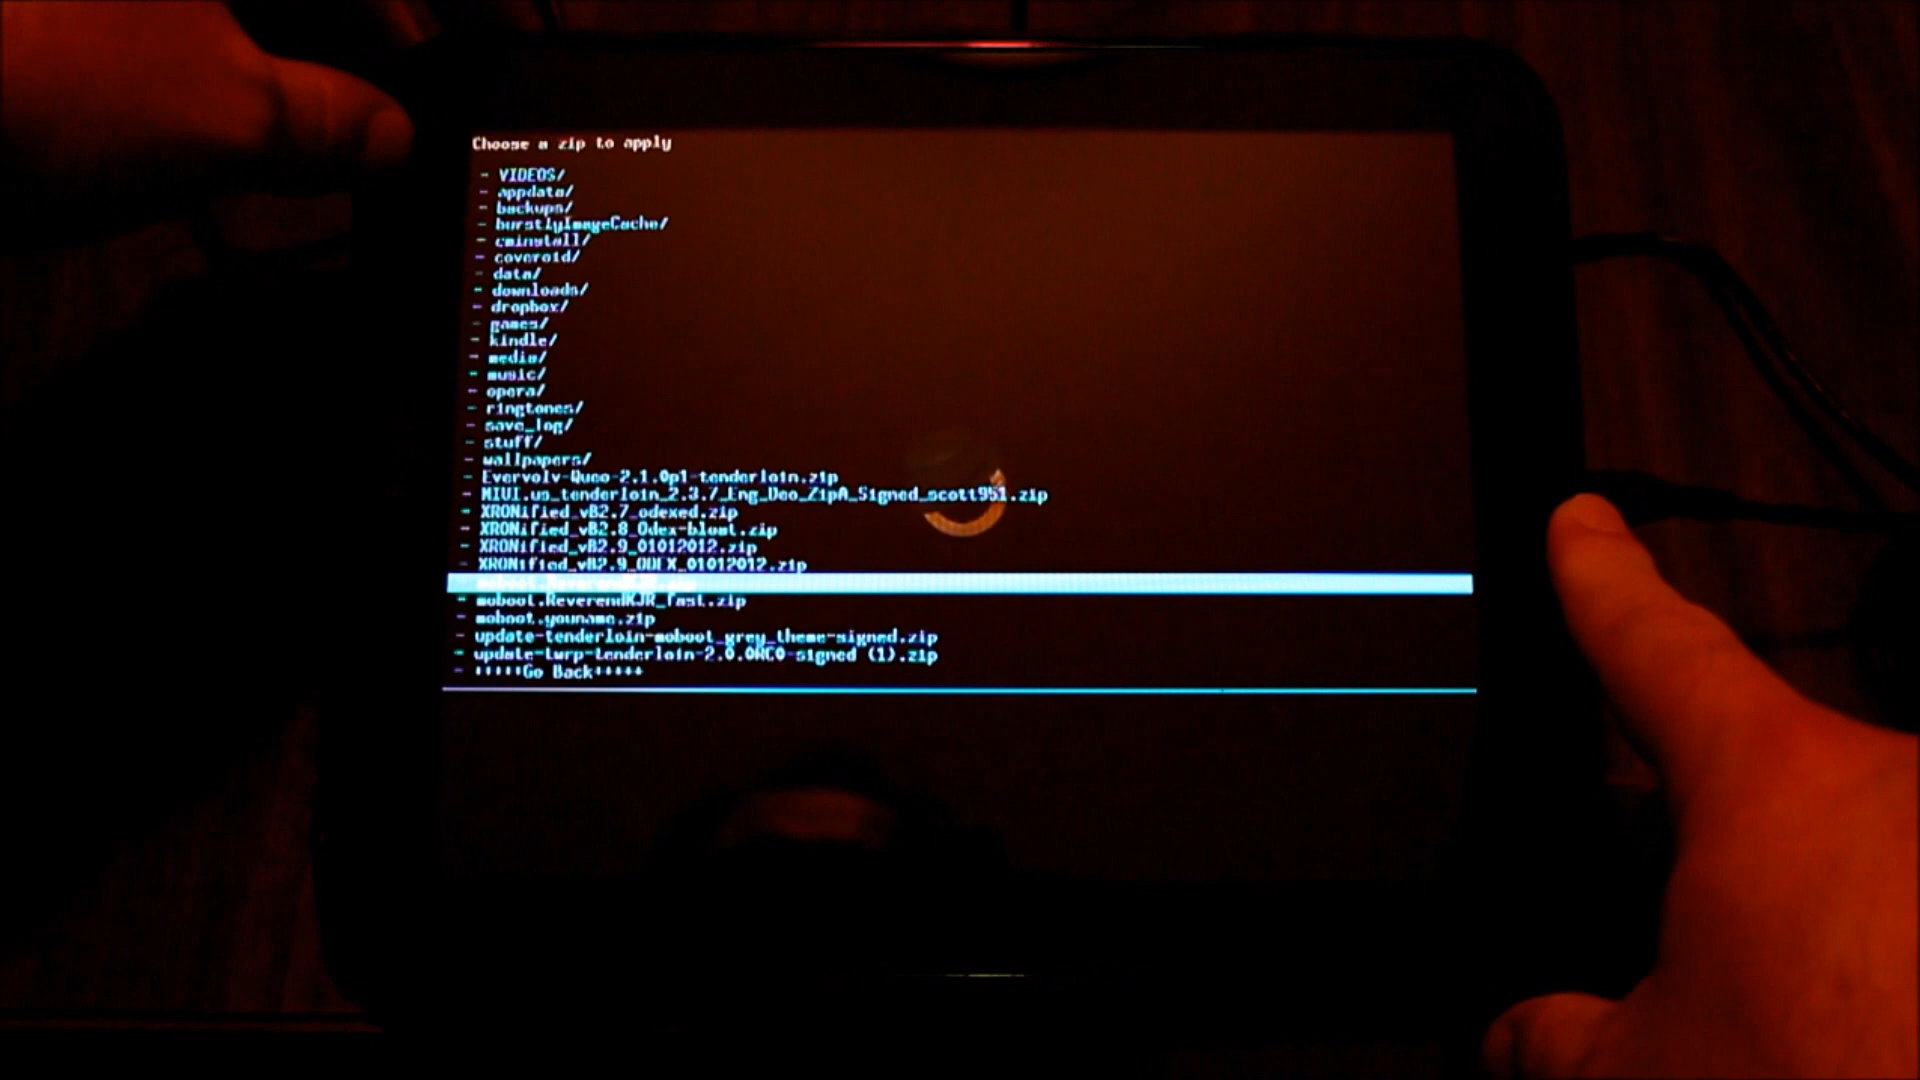 Choose a zip to apply
- VIDEOS/
- appdata/
- backups/
- burstlyImageCache/
- cminstall/
- coveroid/
- data/
- downloads/
- dropbox/
- games/
- kindle/
- media/
- music/
- opera/
- ringtones/
- save_log/
- stuff/
- wallpapers/
- Evervolv-Queo-2.1.0p1-tenderloin.zip
- MIUI.us_tenderloin_2.3.7_Eng_Deo_ZipA_Signed_scott951.zip
- XRONified_vB2.7_odexed.zip
- XRONified_vB2.8_Odex-bloat.zip
- XRONified_vB2.9_01012012.zip
- XRONified_vB2.9_ODEX_01012012.zip
moboot.ReverendKJR.zip
- moboot.ReverendKJR_fast.zip
- moboot.youname.zip
- update-tenderloin-moboot_grey_theme-signed.zip
- update-twrp-tenderloin-2.0.0RC0-signed (1).zip
- +++++Go Back+++++